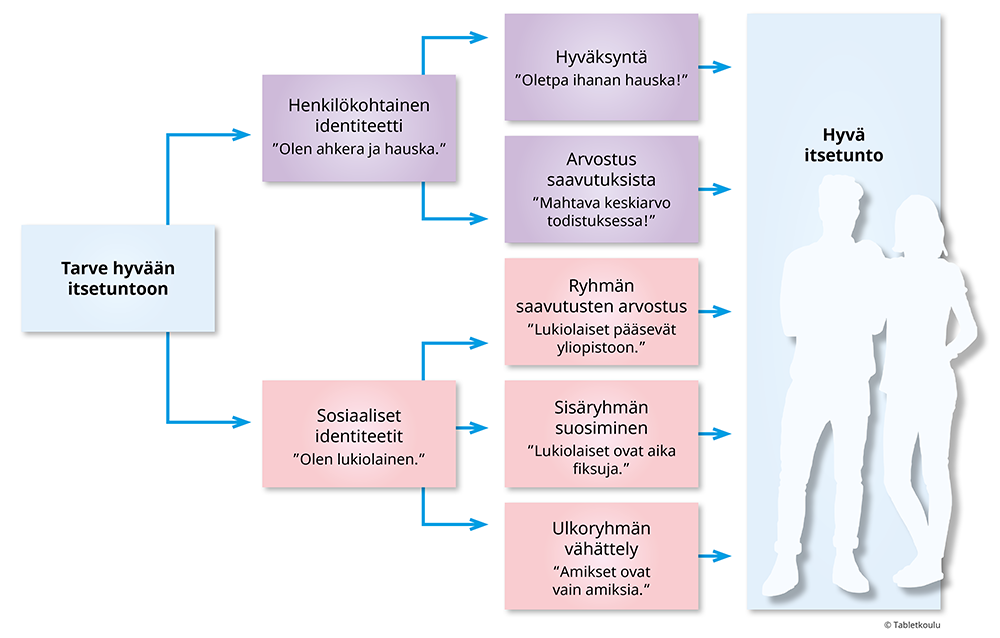 Tarve hyvään
itsetuntoon
Henkilökohtainen
identiteetti
”Olen ahkera ja hauska.”
Sosiaaliset
identiteetit
”Olen lukiolainen.”
Hyväksyntä
”Oletpa ihanan hauska!”
Arvostus
saavutuksista
”Mahtava keskiarvo
todistuksessa!”
Ryhmän
saavutusten arvostus
”Lukiolaiset pääsevät
yliopistoon.”
Sisäryhmän
suosiminen
”Lukiolaiset ovat aika
fiksuja.”
Ulkoryhmän
vähättely
”Amikset ovat
vain amiksia.”
Hyvä
itsetunto
© Tabletkoulu